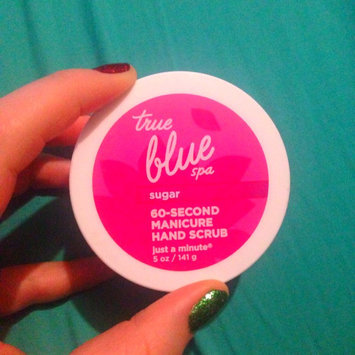 true
blue
spa
sugar
60-SECOND
MANICURE
HAND SCRUB
just a minute®
5 oz / 141 g